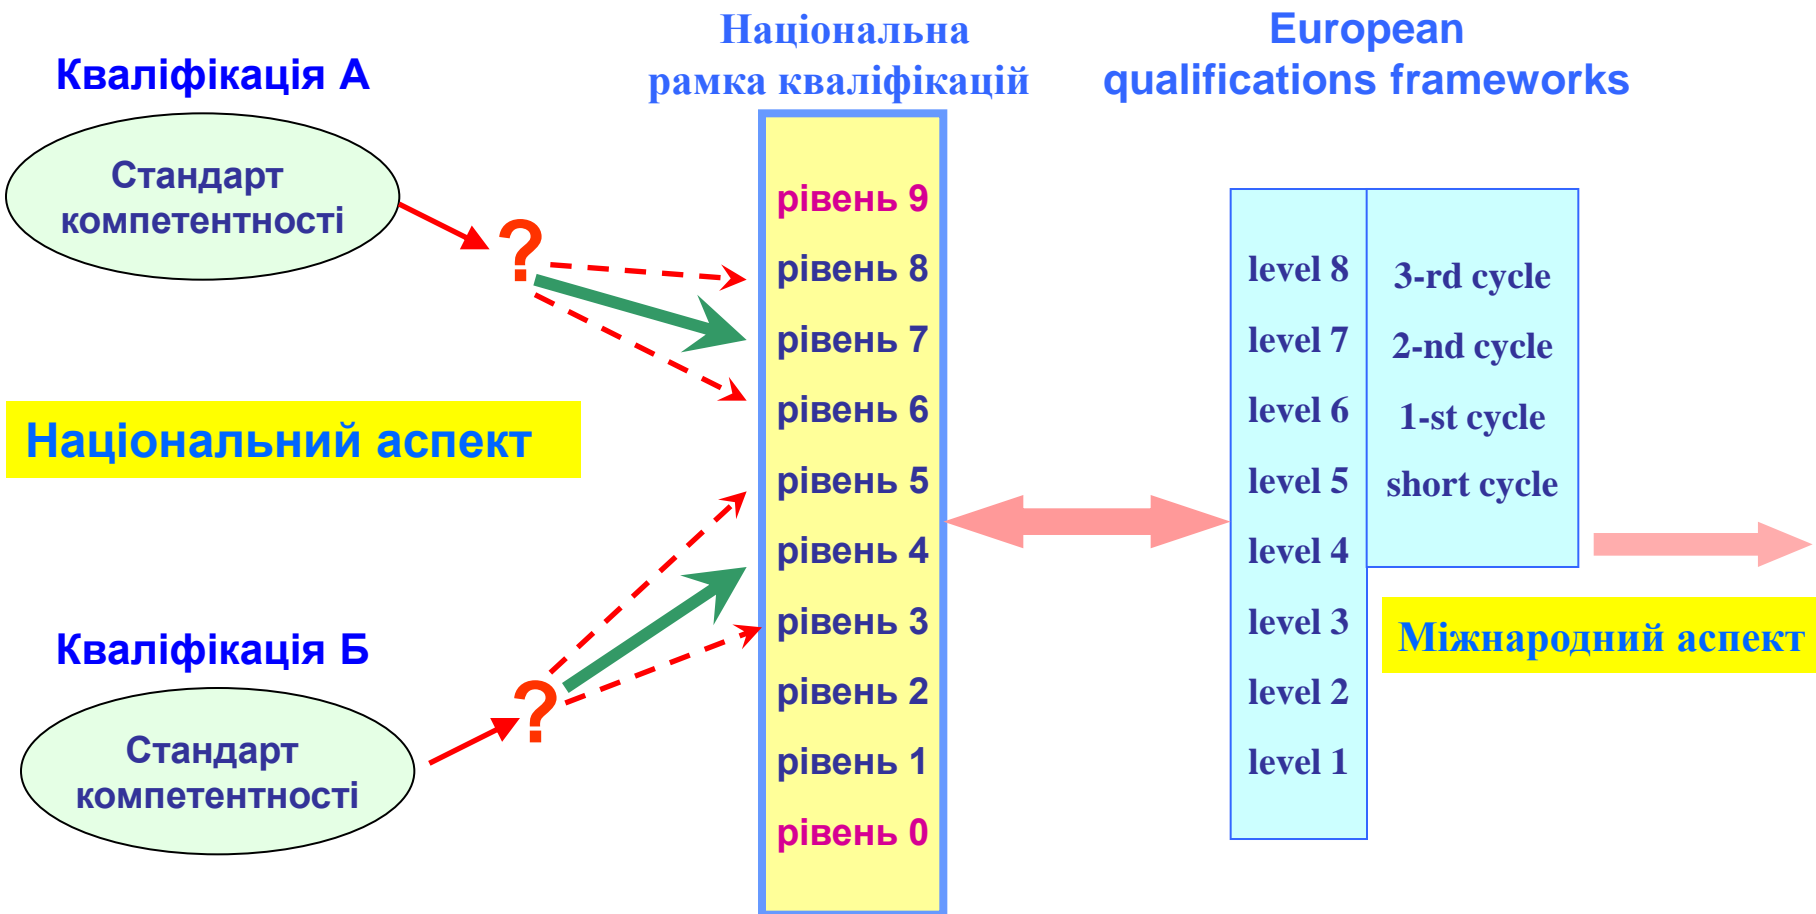 Національна
рамка кваліфікацій
European
qualifications frameworks
Кваліфікація А
Стандарт
компетентності
?
Національний аспект
Кваліфікація Б
Стандарт
компетентності
?
рівень 9
рівень 8
рівень 7
рівень 6
рівень 5
рівень 4
рівень 3
рівень 2
рівень 1
рівень 0
level 8
level 7
level 6
level 5
level 4
level 3
level 2
level 1
3-rd cycle
2-nd cycle
1-st cycle
short cycle
Міжнародний аспект